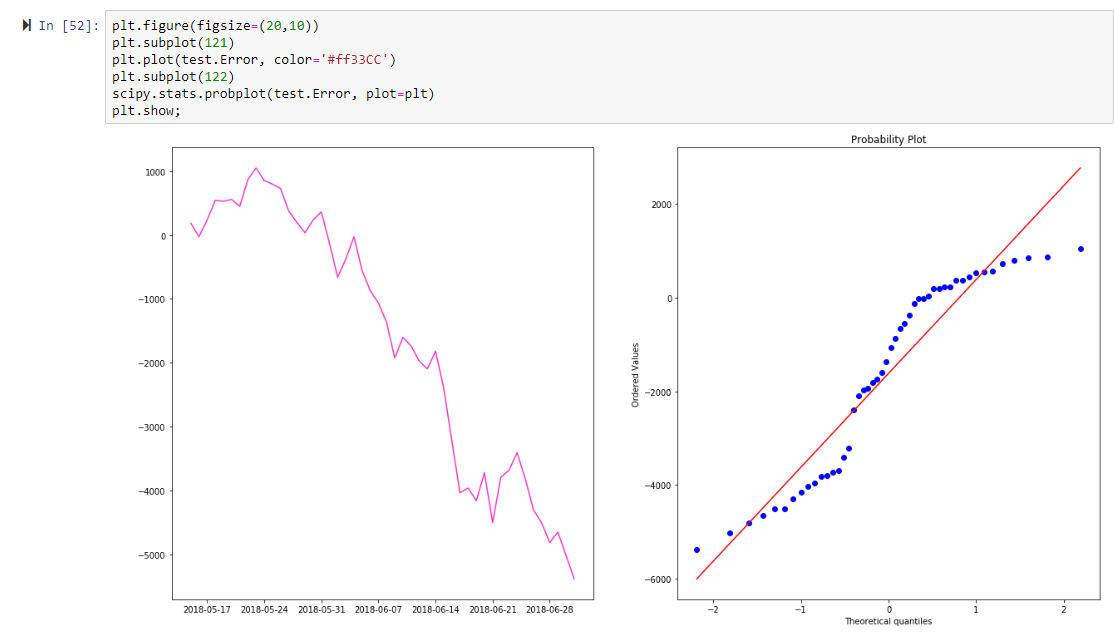 In [52]:
plt.figure(figsize=(20,10))
plt.subplot(121)
plt.plot(test.Error, color='#ff33CC')
plt.subplot(122)
scipy.stats.probplot(test.Error, plot=plt)
plt.show;
1000
0
−1000
−2000
−3000
−4000
−5000
2018-05-17 2018-05-24 2018-05-31 2018-06-07 2018-06-14 2018-06-21 2018-06-28
Probability Plot
Ordered Values
2000
0
−2000
−4000
−6000
−2 −1 0 1 2
Theoretical quantiles